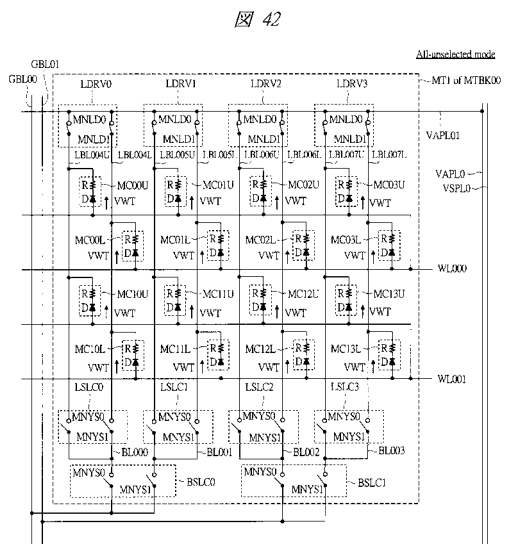 図 42
All-unselected mode
GBL01
GBL00
LDRV0 LDRV1 LDRV2 LDRV3
MT1 of MTBK00
MNLD0 MNLD0 MNLD0 MNLD0
MNLD1 MNLD1 MNLD1 MNLD1
VAPL01
LBL004U LBL004L LBL005U LBL005L LBL006U LBL006L LBL007U LBL007L
VAPL0
VSPL0
R MC00U R MC01U R MC02U R MC03U
D VWT D VWT D VWT D VWT
MC00L R MC01L R MC02L R MC03L R
VWT D VWT D VWT D VWT D
WL000
R MC10U R MC11U R MC12U R MC13U
D VWT D VWT D VWT D VWT
MC10L R MC11L R MC12L R MC13L R
VWT D VWT D VWT D VWT D
WL001
LSLC0 LSLC1 LSLC2 LSLC3
MNYS0 MNYS0 MNYS0 MNYS0
MNYS1 MNYS1 MNYS1 MNYS1
BL000 BL001 BL002 BL003
MNYS0 MNYS0
MNYS1 BSLC0 MNYS1 BSLC1